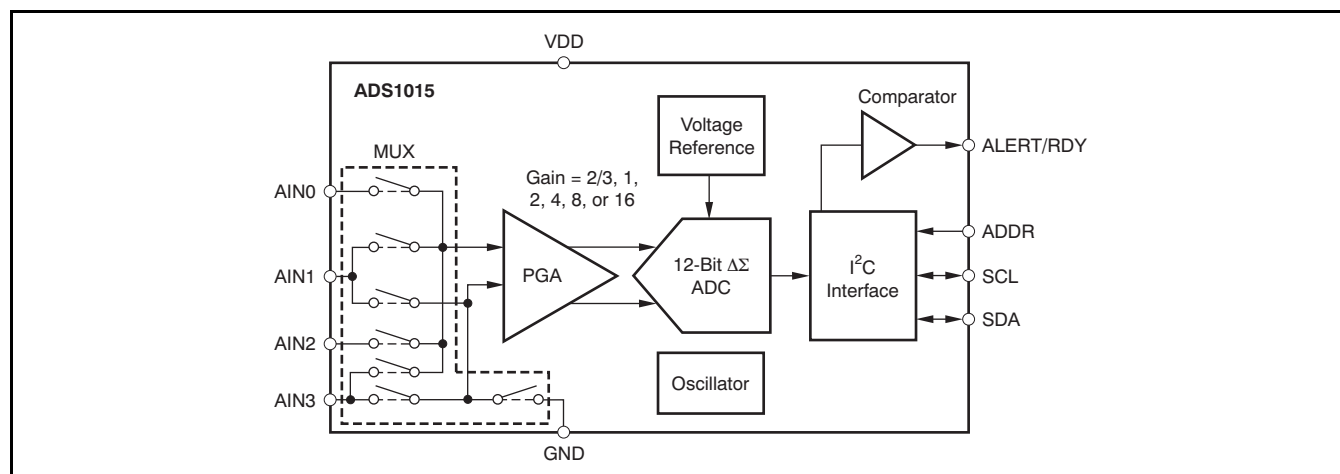 VDD
ADS1015
Comparator
Voltage
Reference
ALERT/RDY
MUX
Gain = 2/3, 1,
2, 4, 8, or 16
AIN0
ADDR
AIN1
PGA
12-Bit ΔΣ
ADC
I²C
Interface
SCL
SDA
AIN2
Oscillator
AIN3
GND